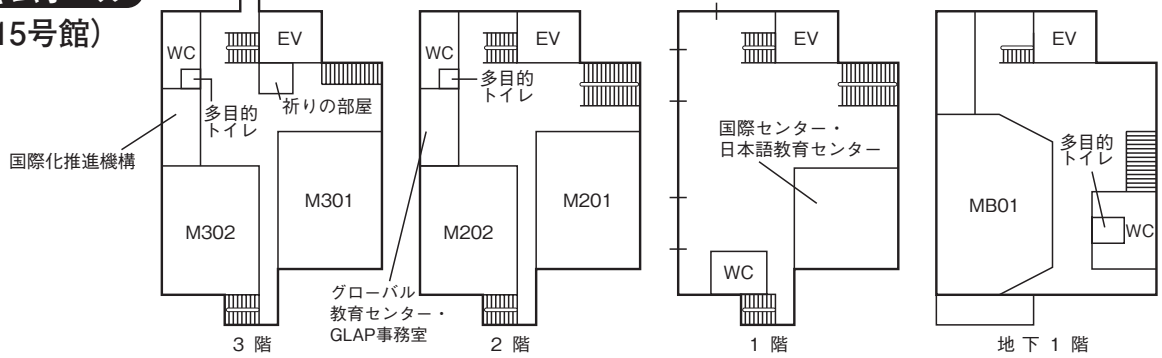 15号館）
WC
EV
多目的
トイレ
祈りの部屋
国際化推進機構
M301
M302
3 階
WC
EV
多目的
トイレ
M201
M202
グローバル
教育センター・
GLAP事務室
2 階
EV
国際センター・
日本語教育センター
WC
1 階
EV
多目的
トイレ
MB01
WC
地 下 1 階